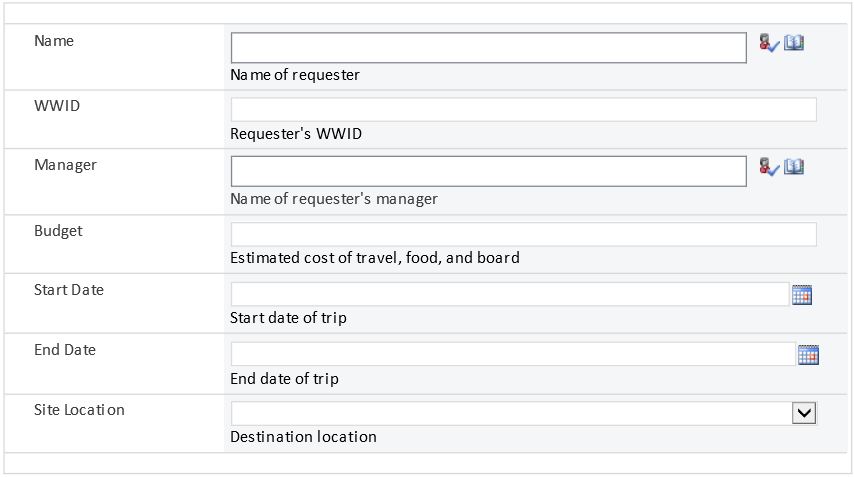 Name
Name of requester
WWID
Requester's WWID
Manager
Name of requester's manager
Budget
Estimated cost of travel, food, and board
Start Date
Start date of trip
End Date
End date of trip
Site Location
Destination location